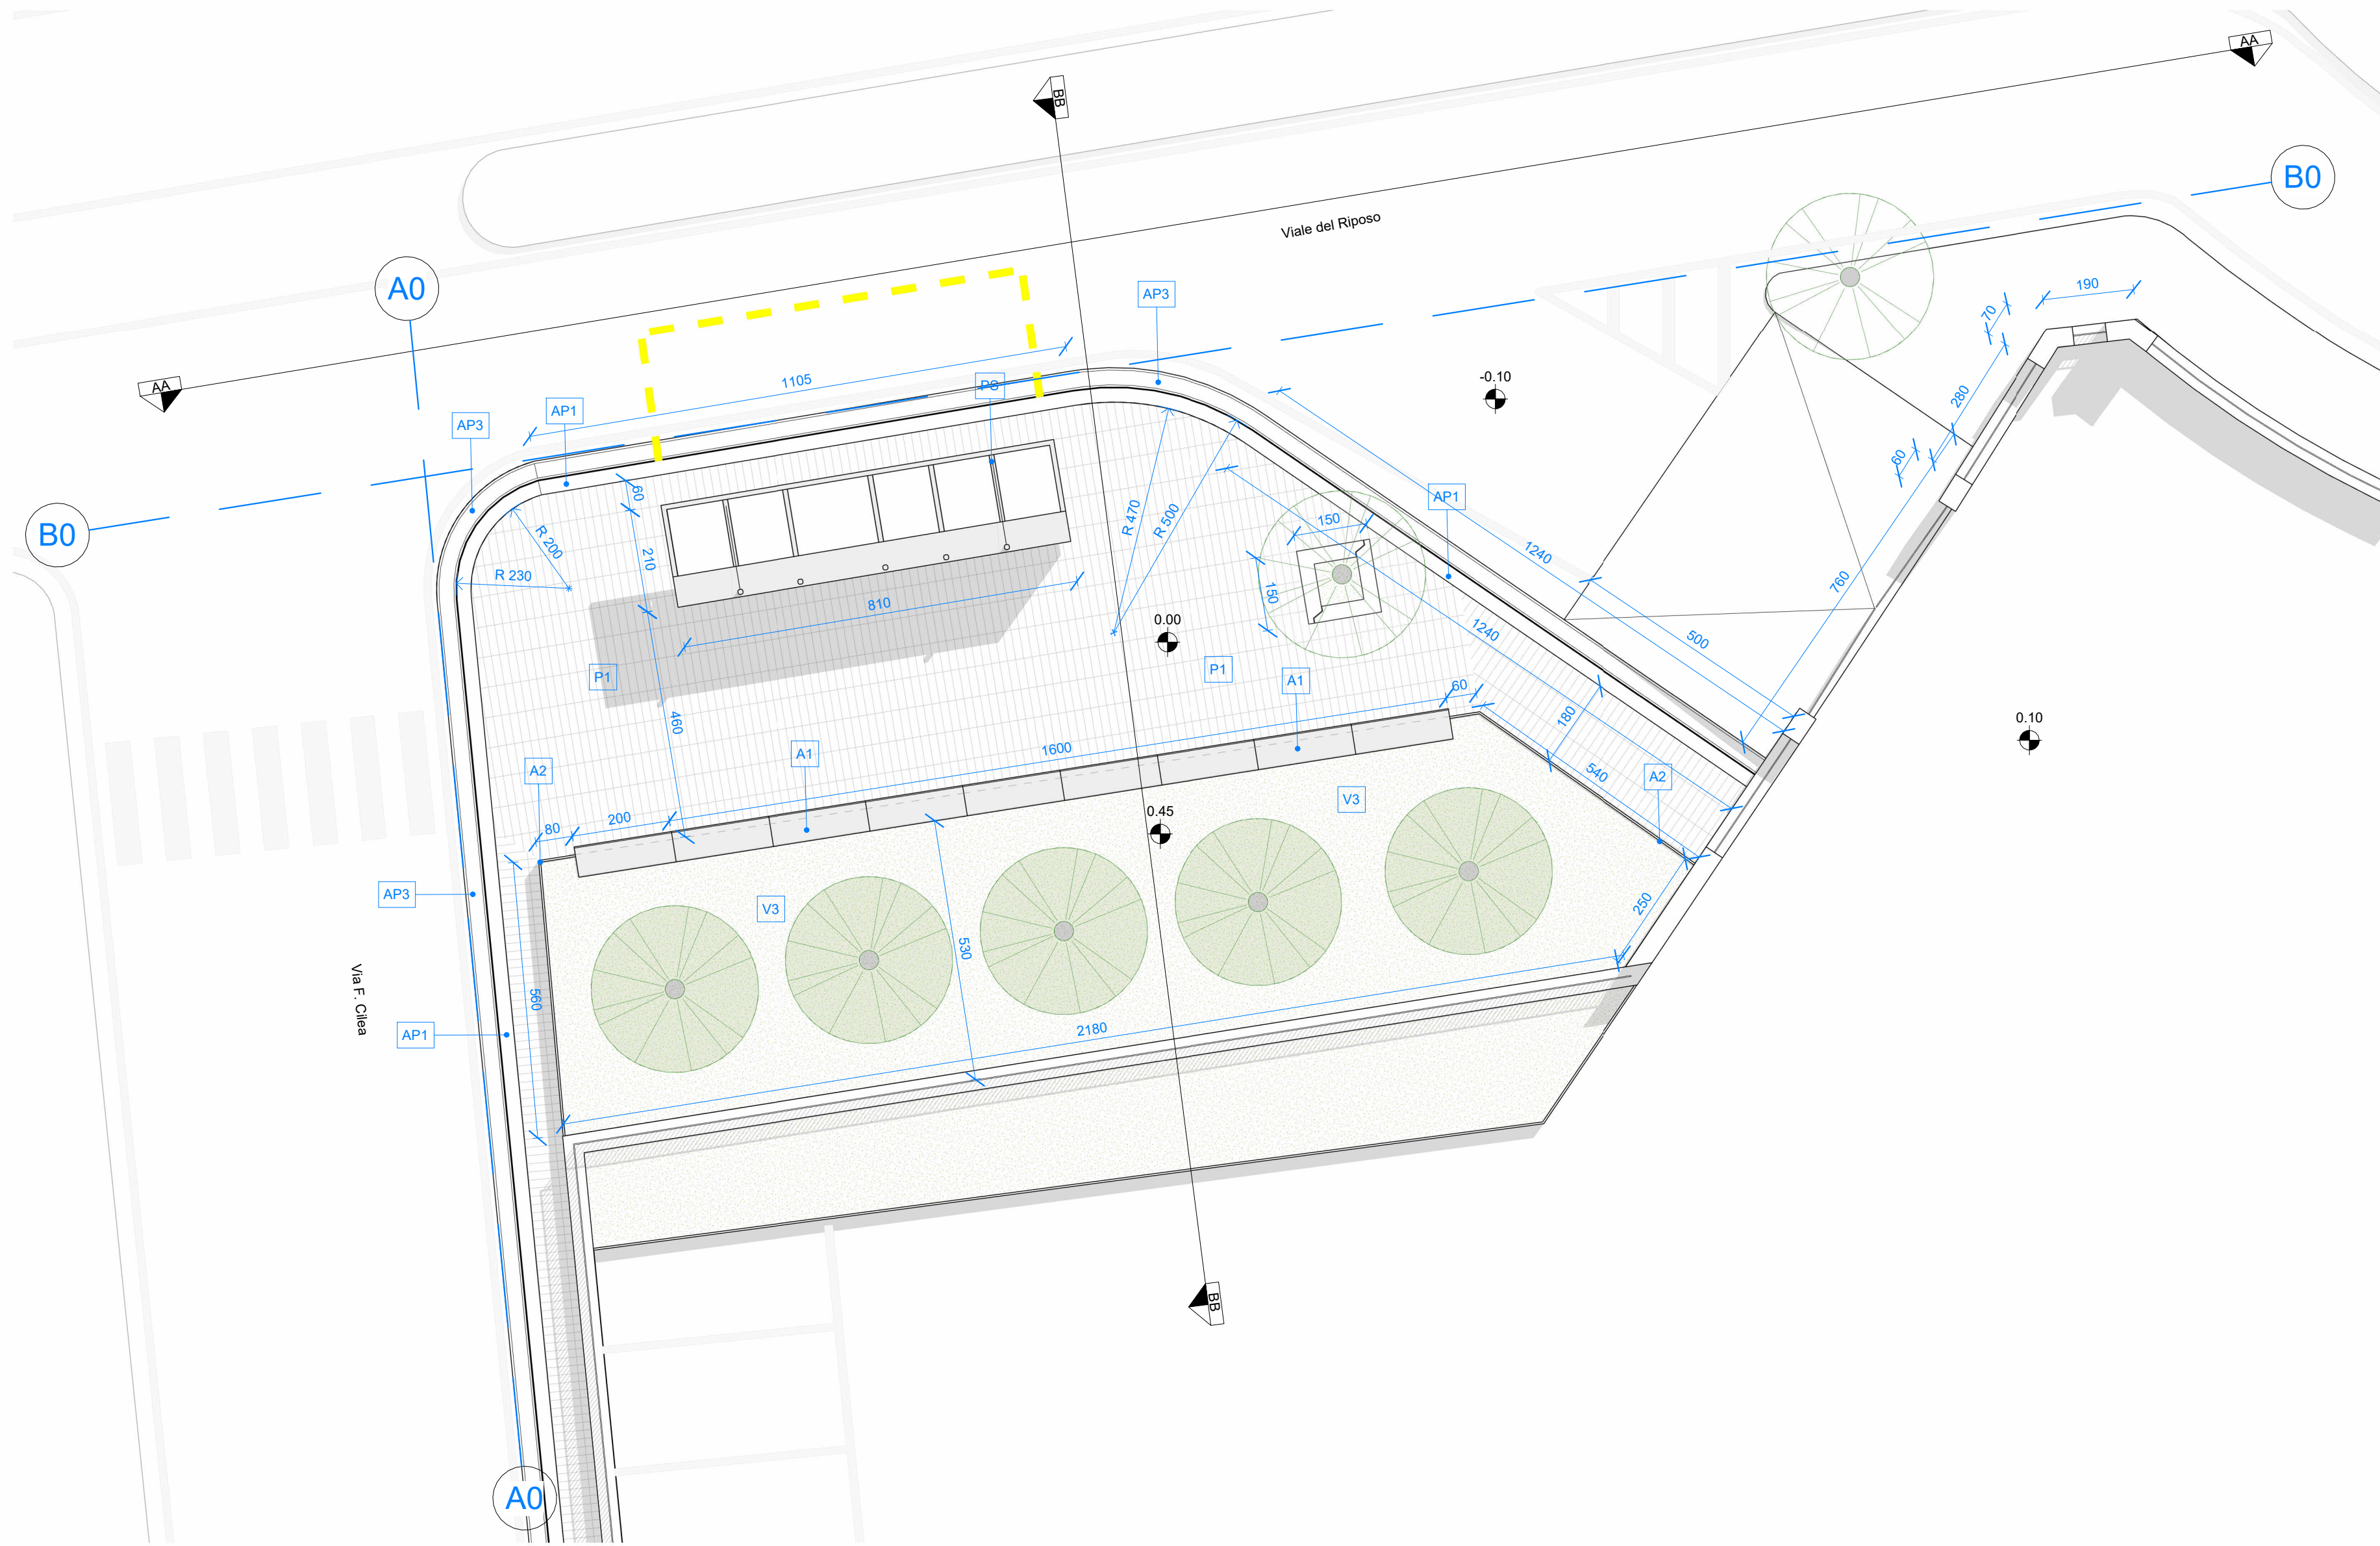 AA
BB
B0
Viale del Riposo
A0
190
70
AP3
280
1105
PS
-0.10
AP1
AP3
60
60
AP1
R 470
R 500
150
B0
R 200
210
1240
R 230
150
760
810
0.00
1240
500
P1
P1
A1
60
460
180
0.10
1600
A1
A2
540
A2
200
80
0.45
V3
AP3
V3
250
530
Via F. Cilea
560
AP1
2180
BB
A0
AA